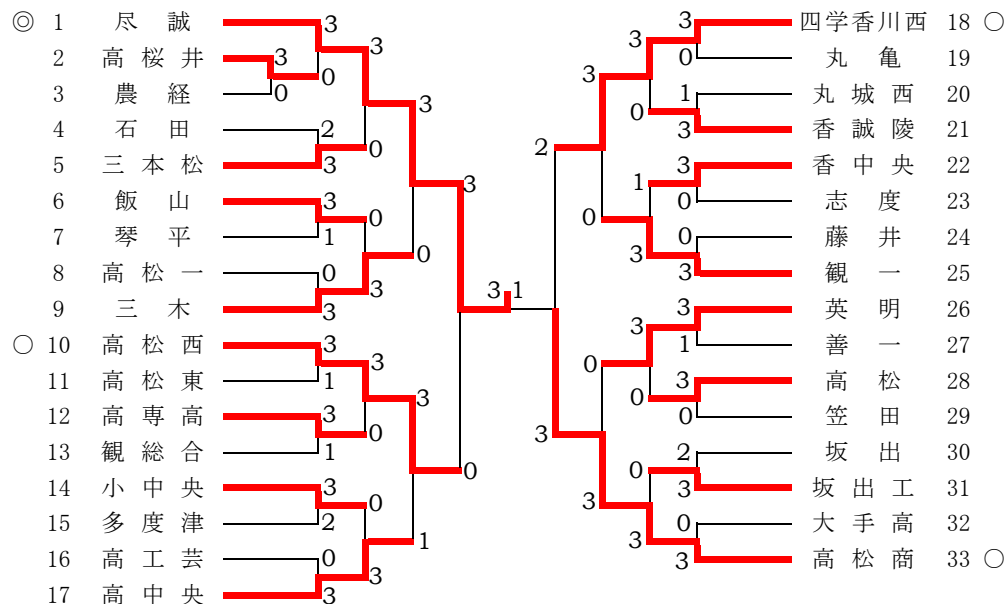 ◎ 1 尽誠 3
3
2 高桜井 3
0
3 農経 0
3
4 石田 2
0
5 三本松 3
3
6 飯山 3
0
7 琴平 1
0
8 高松一 0
3
9 三木 3
3 1
○ 10 高松西 3
3
11 高松東 1
3
12 高専高 3
0
13 観総合 1
0
14 小中央 3
0
15 多度津 2
1
16 高工芸 0
3
17 高中央 3
3 四学香川西 18 ○
3
0 丸亀 19
3
1 丸城西 20
0
3 香誠陵 21
2
3 香中央 22
1
0 志度 23
0
0 藤井 24
3
3 観一 25
3 英明 26
3
1 善一 27
0
3 高松 28
0
0 笠田 29
3
2 坂出 30
0
3 坂出工 31
3
0 大手高 32
3
3 高松商 33 ○